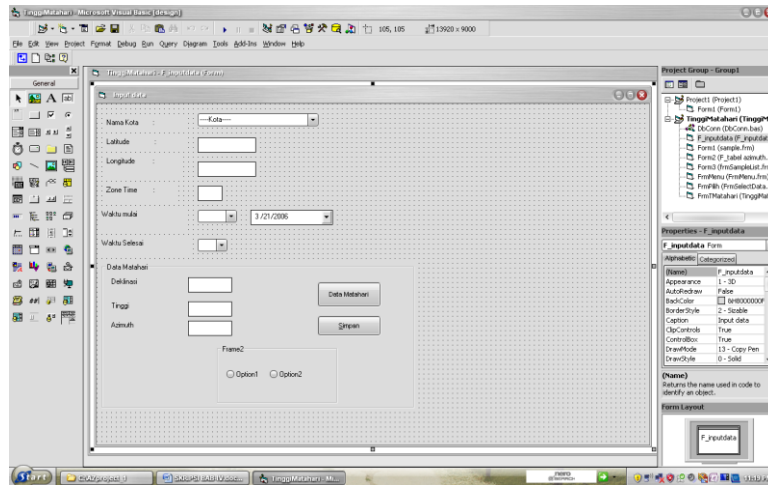 TinggiMatahari - Microsoft Visual Basic [design]
105, 105 13920 x 9000
File Edit View Project Format Debug Run Query Diagram Tools Add-Ins Window Help
General
TinggiMatahari - F_inputdata (Form)
Input data
Nama Kota : ----Kota----
Latitude :
Longitude :
Zone Time :
Waktu mulai 3 /21/2006
Waktu Selesai
Data Matahari
Deklinasi
Data Matahari
Tinggi
Azimuth
Simpan
Frame2
Option1 Option2
Project Group - Group1
Project1 (Project1)
Form1 (Form1)
TinggiMatahari (TinggiM
DbConn (DbConn.bas)
F_inputdata (F_inputdat
Form1 (sample.frm)
Form2 (F_tabel azimuth.
Form3 (frmSampleList.fr
FrmMenu (FrmMenu.frm)
FrmPilih (FrmSelectData.
FrmTMatahari (TinggiMat
Properties - F_inputdata
F_inputdata Form
Alphabetic Categorized
(Name) F_inputdata
Appearance 1 - 3D
AutoRedraw False
BackColor &H8000000F
BorderStyle 2 - Sizable
Caption Input data
ClipControls True
ControlBox True
DrawMode 13 - Copy Pen
DrawStyle 0 - Solid
(Name)
Returns the name used in code to
identify an object.
Form Layout
F_inputdata
Start SKRIPSI BAB IV.doc... TinggiMatahari - Mi...